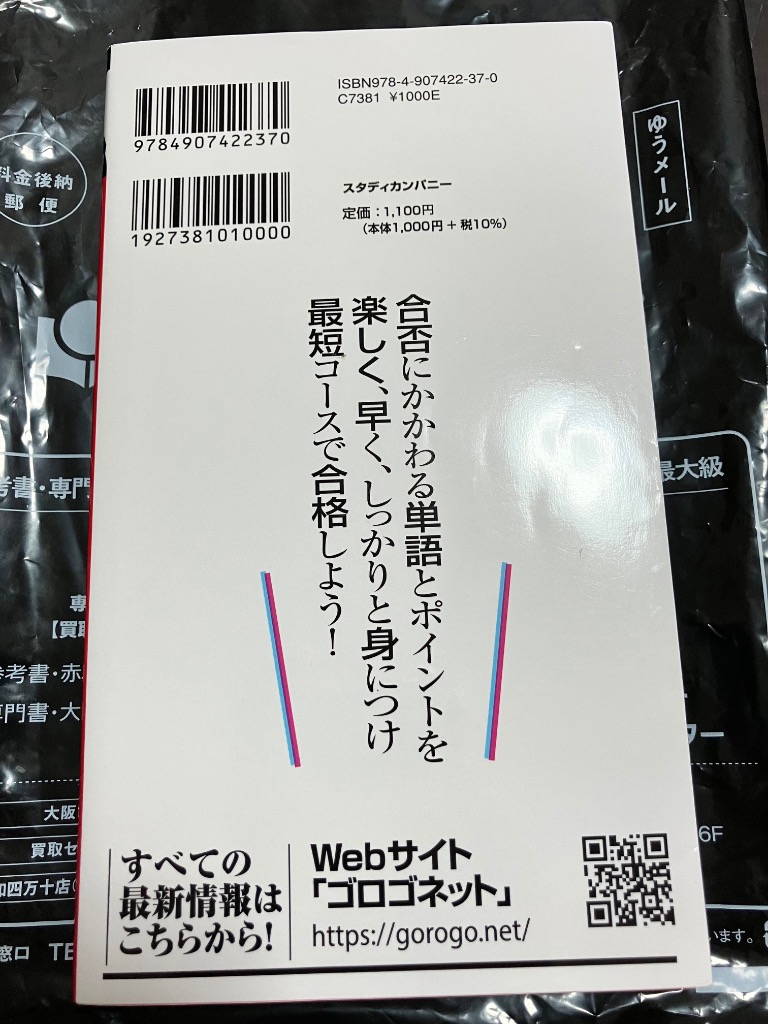 ISBN978-4-907422-37-0
C7381 ¥1000E
9784907422370
1927381010000
スタディカンパニー
定価：1,100円
（本体1,000円＋税10%）
合否にかかわる単語とポイントを
楽しく、早く、しっかりと身につけ
最短コースで合格しよう！
すべての
最新情報は
こちらから！
Webサイト
「ゴロゴネット」
https://gorogo.net/
ゆうメール
料金後納
郵便
考書・専門
【買取
参考書・赤
専門書・大
大阪
買取セ
和四万十店
窓口 TE
最大級
ター
6F
います。